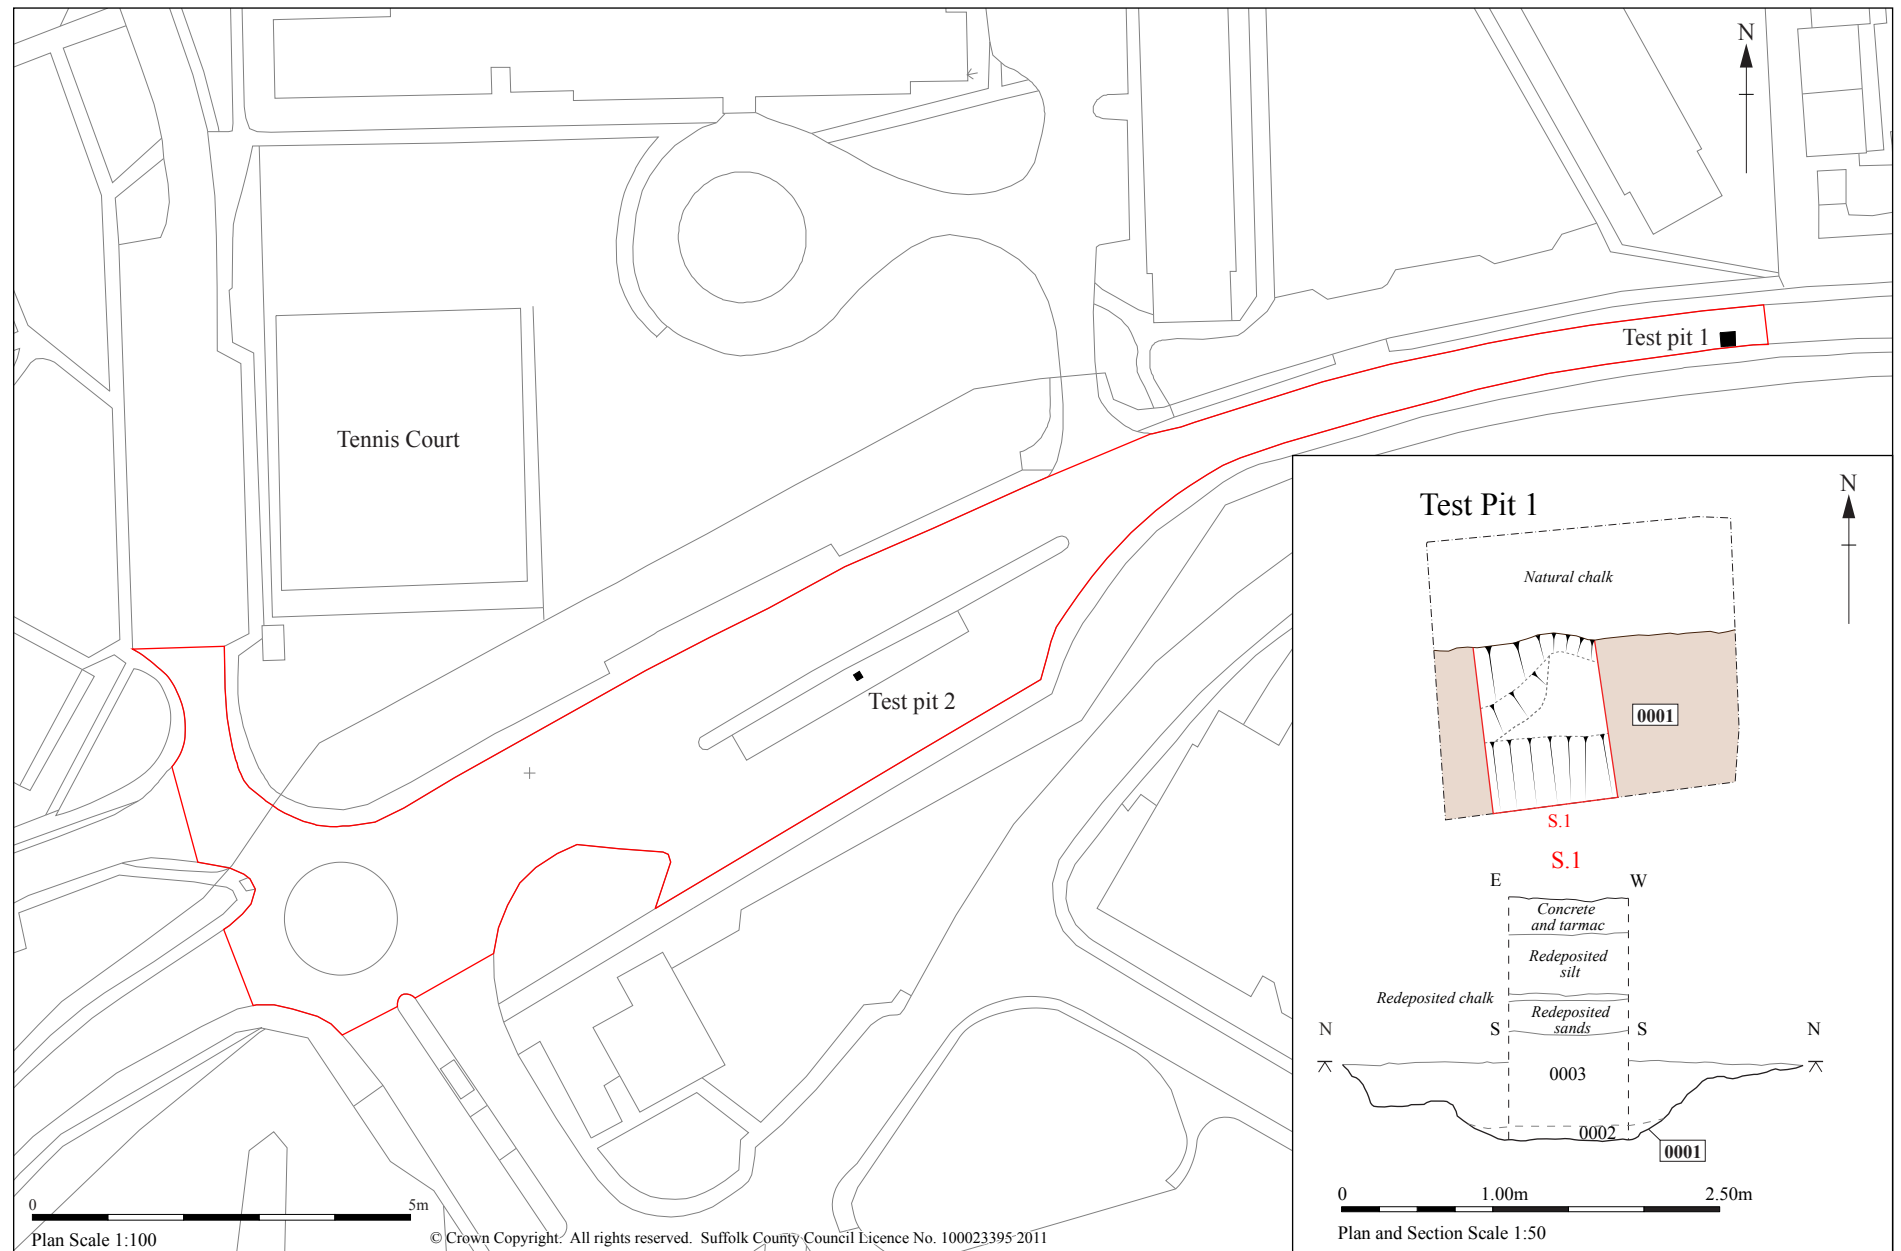 N
Test pit 1
Tennis Court
Test pit 2
Test Pit 1
N
Natural chalk
0001
S.1
S.1
E
W
Concrete
and tarmac
Redeposited
silt
Redeposited chalk
Redeposited
sands
N
S
S
N
0003
0002
0001
0
1.00m
2.50m
Plan and Section Scale 1:50
0
5m
Plan Scale 1:100
© Crown Copyright. All rights reserved. Suffolk County Council Licence No. 100023395 2011